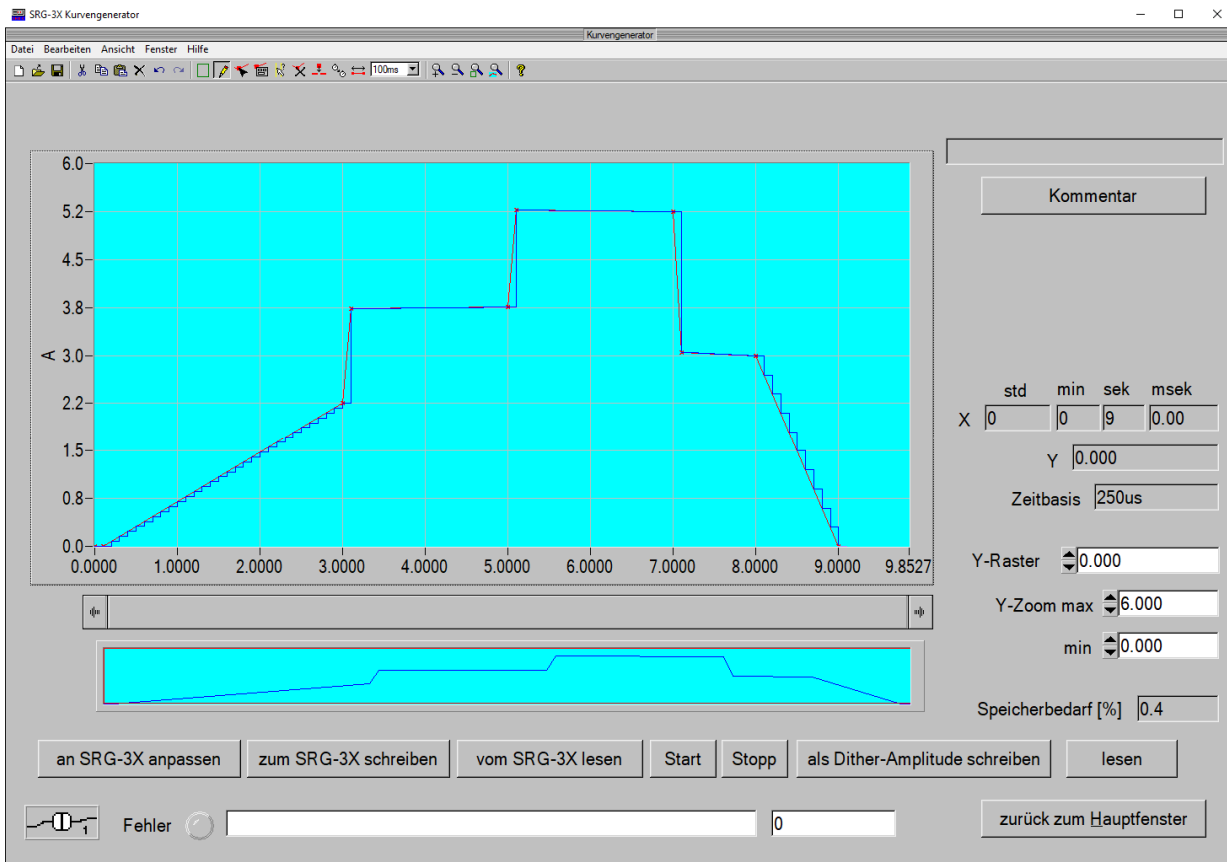 SRG-3X Kurvengenerator
Kurvengenerator
Datei Bearbeiten Ansicht Fenster Hilfe
100ms
Kommentar
6.0
5.2
4.5
3.8
A
3.0
2.2
1.5
0.8
0.0
0.0000 1.0000 2.0000 3.0000 4.0000 5.0000 6.0000 7.0000 8.0000 9.0000 9.8527
std min sek msek
X 0 0 9 0.00
Y 0.000
Zeitbasis 250us
Y-Raster 0.000
Y-Zoom max 6.000
min 0.000
Speicherbedarf [%] 0.4
an SRG-3X anpassen zum SRG-3X schreiben vom SRG-3X lesen Start Stopp als Dither-Amplitude schreiben lesen
1 Fehler 0 zurück zum Hauptfenster